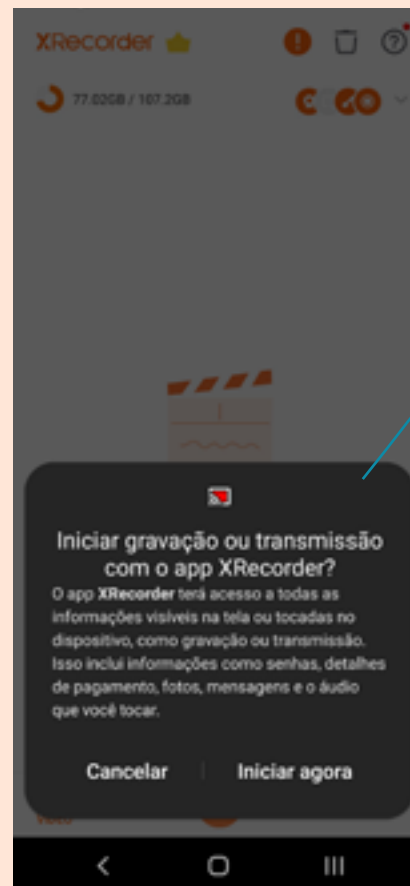 XRecorder
77.02GB / 107.2GB
Iniciar gravação ou transmissão
com o app XRecorder?
O app XRecorder terá acesso a todas as
informações visíveis na tela ou tocadas no
dispositivo, como gravação ou transmissão.
Isso inclui informações como senhas, detalhes
de pagamento, fotos, mensagens e o áudio
que você tocar.
Cancelar | Iniciar agora